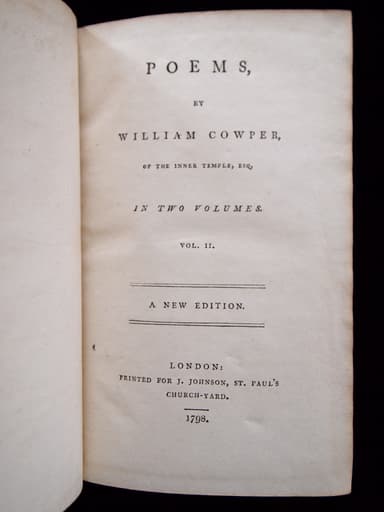 POEMS,
BY
WILLIAM COWPER,
OF THE INNER TEMPLE, ESQ,
IN TWO VOLUMES.
VOL. II.
A NEW EDITION.
LONDON:
PRINTED FOR J. JOHNSON, ST. PAUL'S
CHURCH-YARD.
1798.